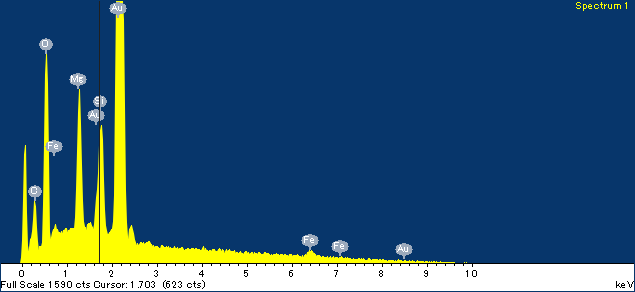 Spectrum 1
Au
O
Mg
Si
Au
Fe
C
Fe
Fe
Au
0 1 2 3 4 5 6 7 8 9 10
Full Scale 1590 cts Cursor: 1.703 (623 cts) keV